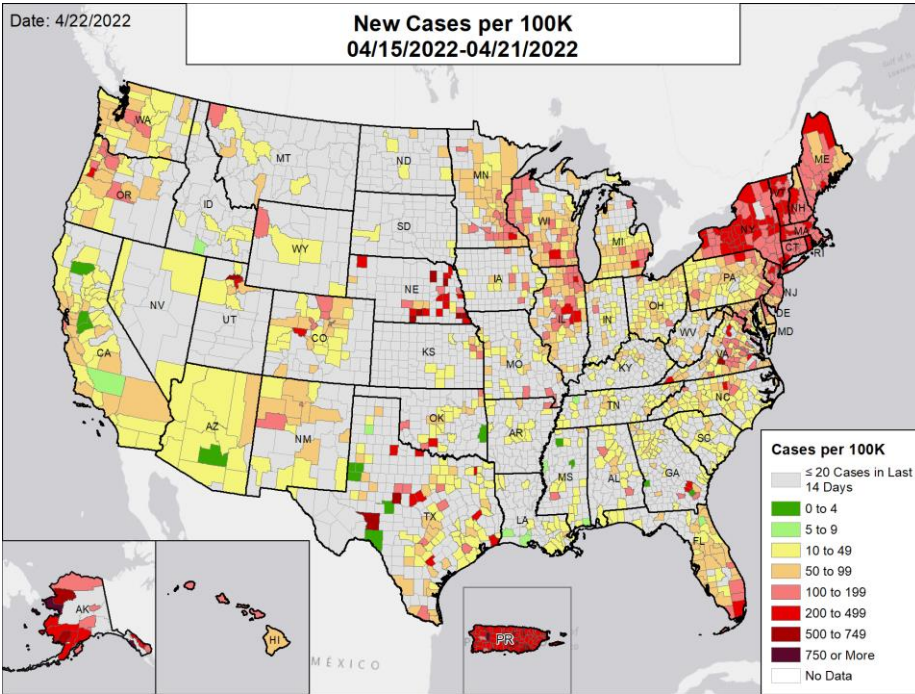 Date: 4/22/2022
New Cases per 100K
04/15/2022-04/21/2022
WA
MT
ND
MN
ME
OR
ID
WI
VT
NH
SD
WY
MI
NY
MA
CT
RI
IA
NE
PA
NJ
NV
UT
IL
IN
OH
DE
MD
CO
WV
CA
KS
MO
VA
KY
NC
TN
AZ
OK
NM
AR
SC
MS
AL
GA
TX
LA
FL
AK
HI
PR
MÉXICO
Cases per 100K
≤ 20 Cases in Last
14 Days
0 to 4
5 to 9
10 to 49
50 to 99
100 to 199
200 to 499
500 to 749
750 or More
No Data